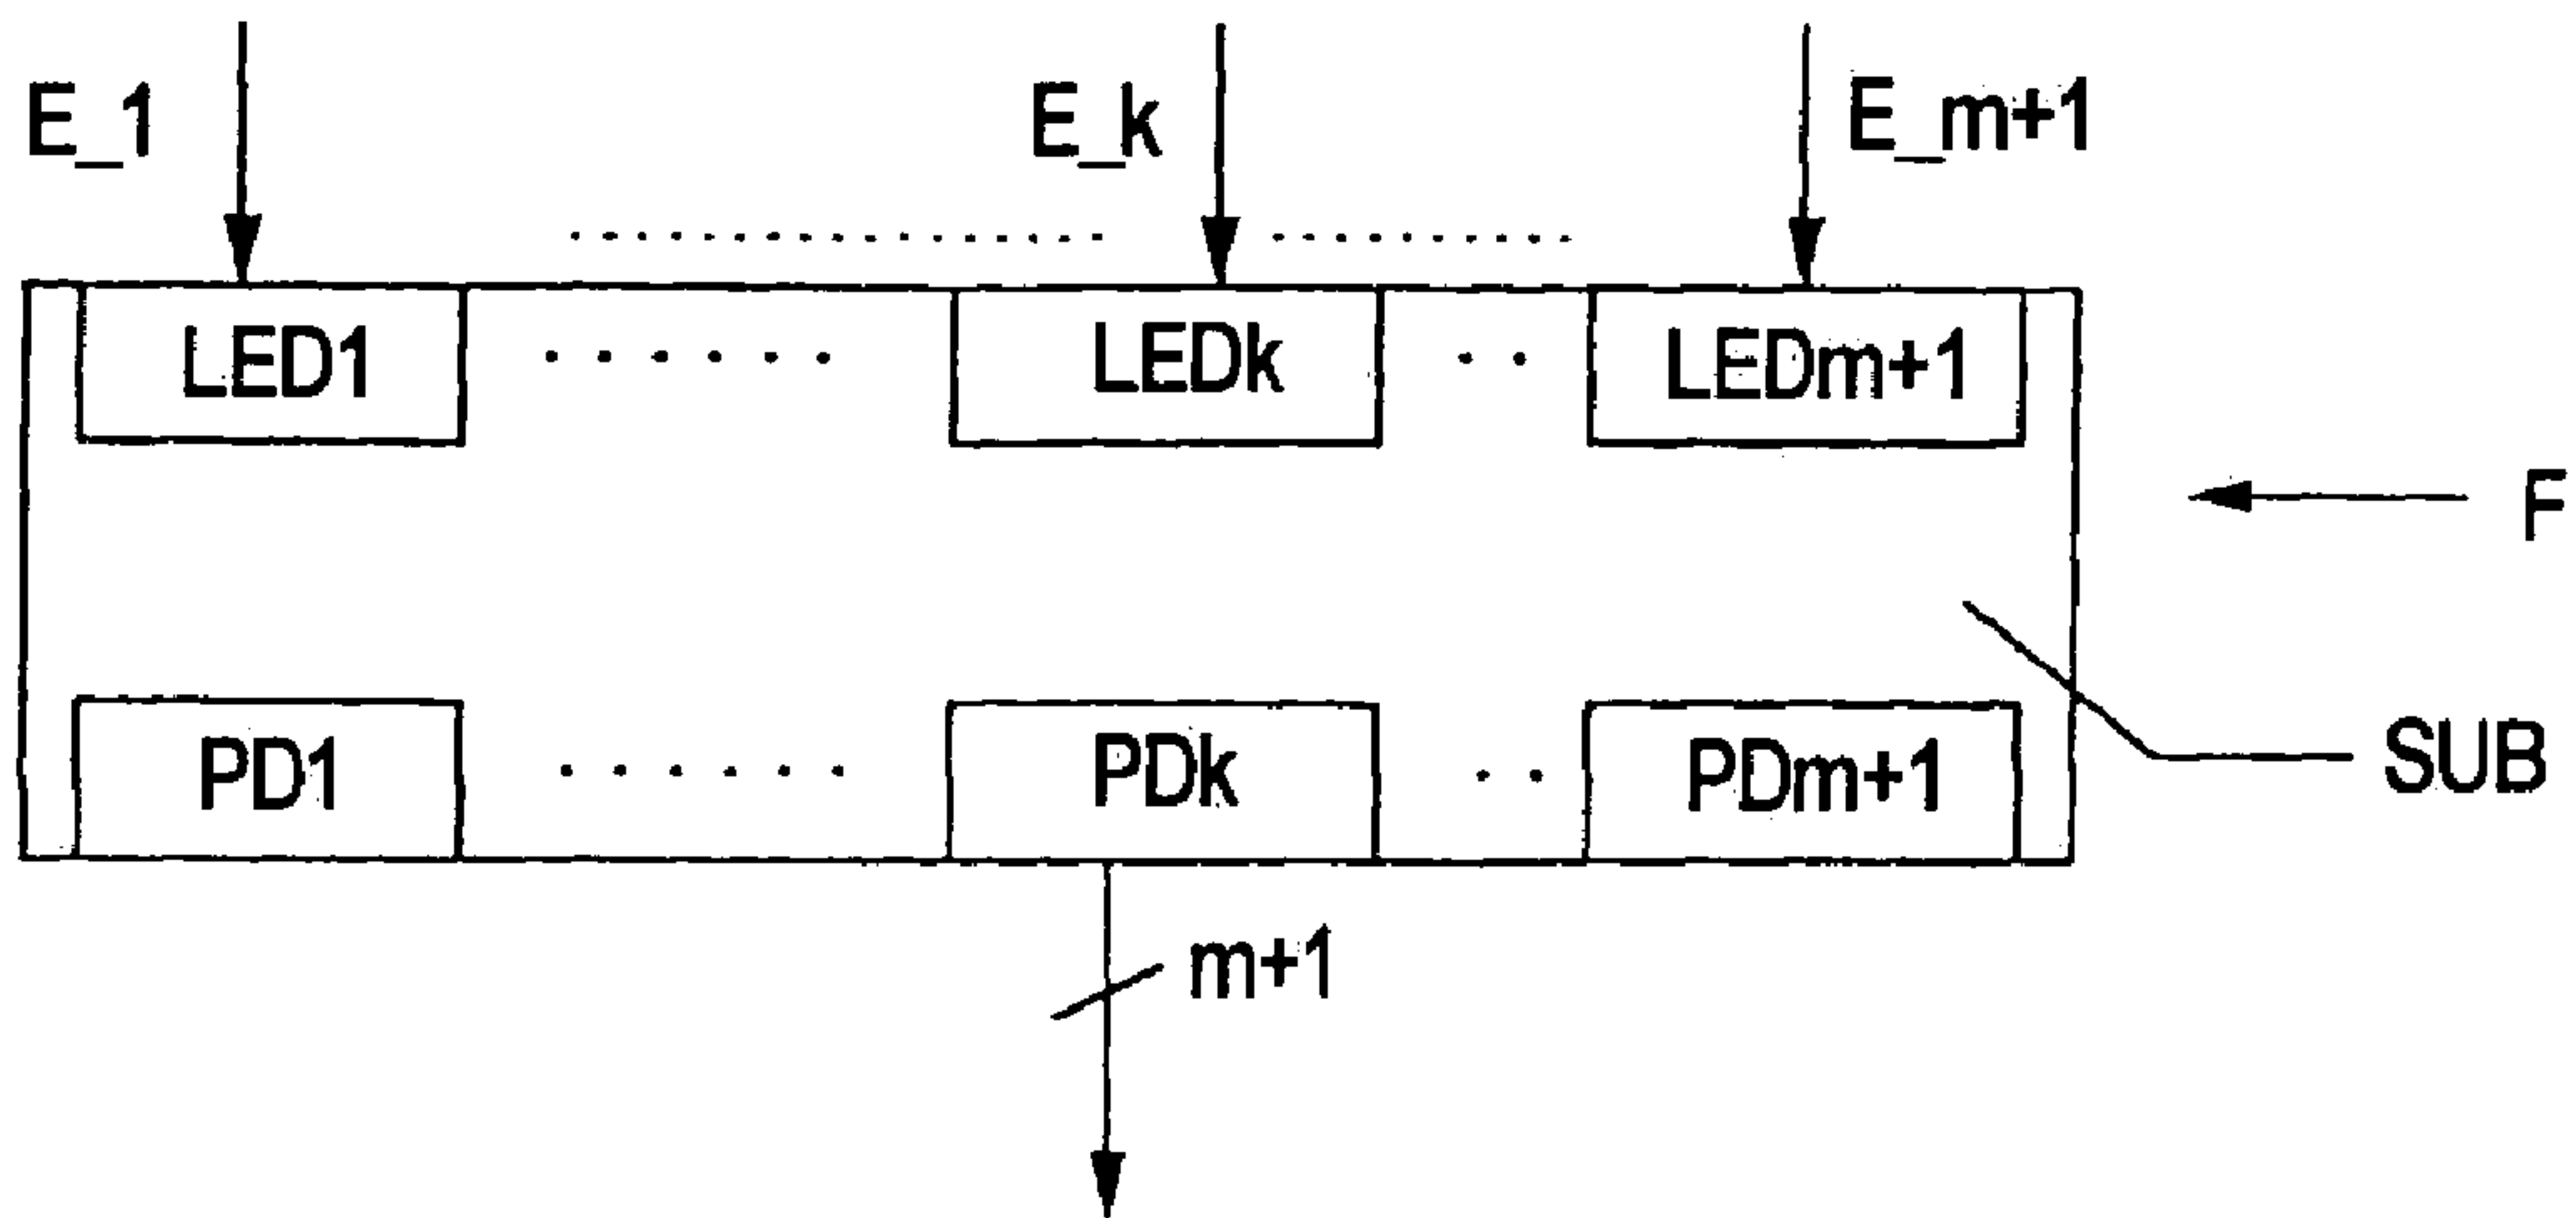 E_1
E_k
E_m+1
LED1
LEDk
LEDm+1
F
PD1
PDk
PDm+1
SUB
m+1